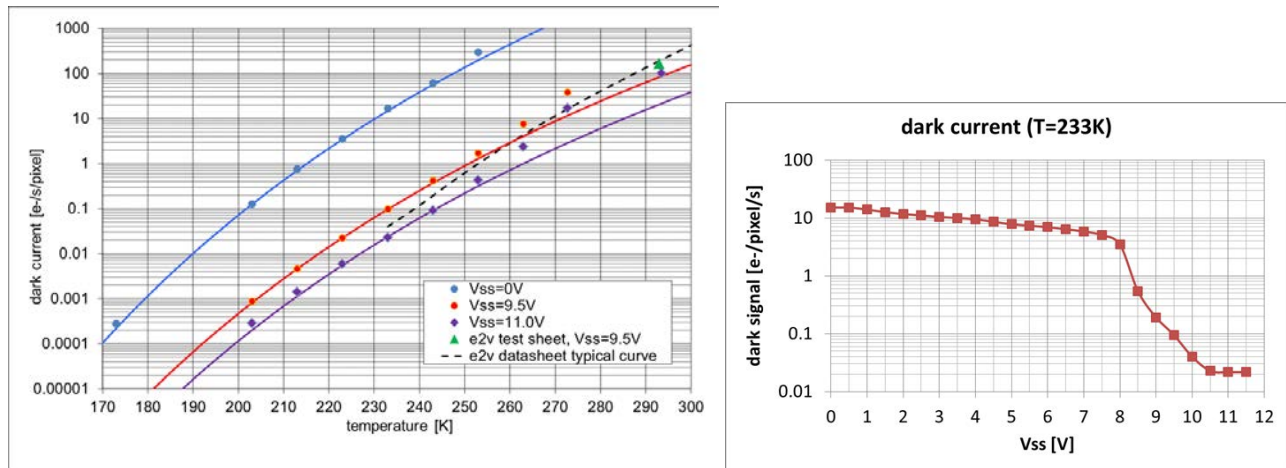 1000
100
10
1
0.1
0.01
0.001
0.0001
0.00001
dark current [e-/s/pixel]
170 180 190 200 210 220 230 240 250 260 270 280 290 300
temperature [K]
Vss=0V
Vss=9.5V
Vss=11.0V
e2v test sheet, Vss=9.5V
e2v datasheet typical curve
dark current (T=233K)
100
10
1
0.1
0.01
dark signal [e-/pixel/s]
0 1 2 3 4 5 6 7 8 9 10 11 12
Vss [V]